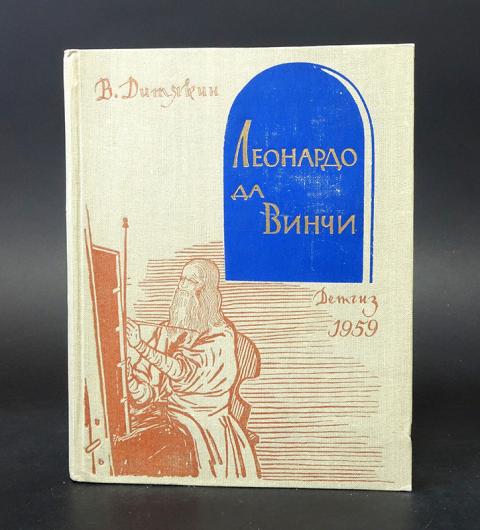 В. Дитякин
Леонардо
да
Винчи
Детгиз
1959